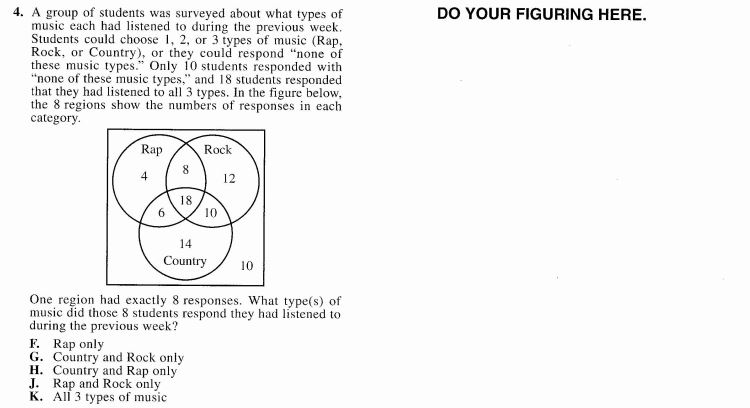 4. A group of students was surveyed about what types of
music each had listened to during the previous week.
Students could choose 1, 2, or 3 types of music (Rap,
Rock, or Country), or they could respond “none of
these music types.” Only 10 students responded with
“none of these music types,” and 18 students responded
that they had listened to all 3 types. In the figure below,
the 8 regions show the numbers of responses in each
category.
Rap Rock
8
4 12
18
6 10
14
Country
10
One region had exactly 8 responses. What type(s) of
music did those 8 students respond they had listened to
during the previous week?
F. Rap only
G. Country and Rock only
H. Country and Rap only
J. Rap and Rock only
K. All 3 types of music
DO YOUR FIGURING HERE.